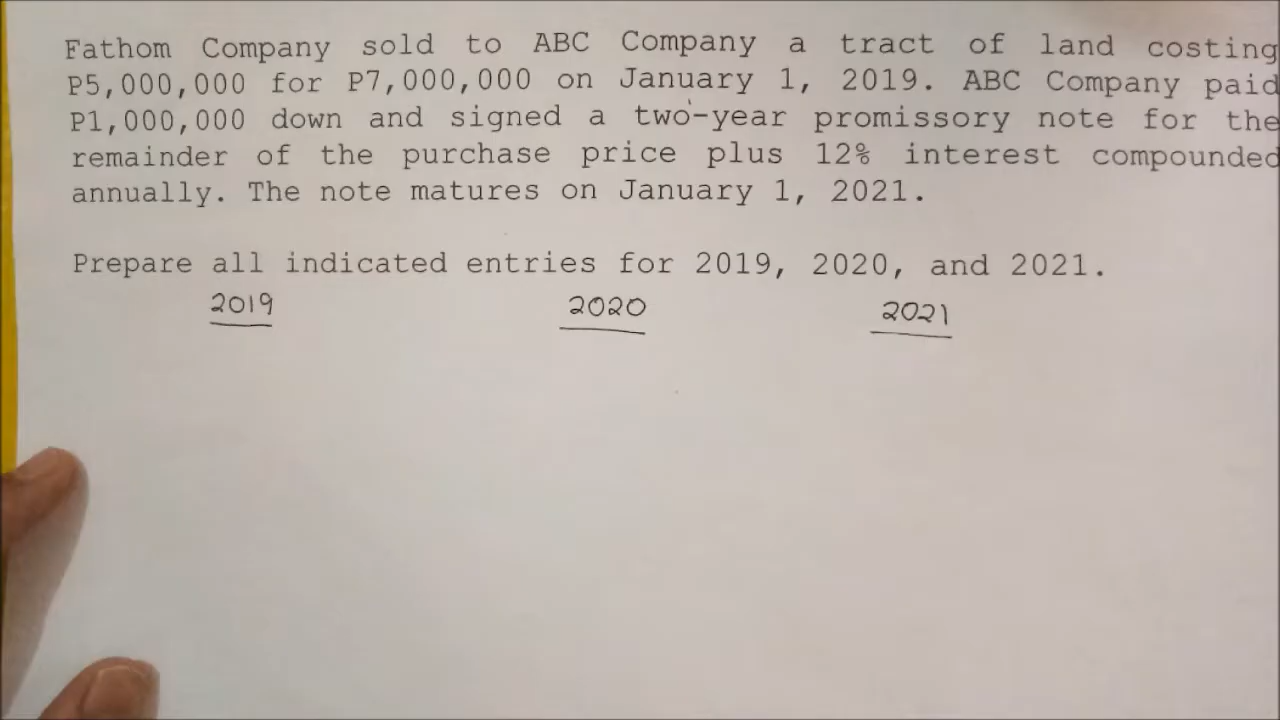 Fathom Company sold to ABC Company a tract of land costing
P5,000,000 for P7,000,000 on January 1, 2019. ABC Company paid
P1,000,000 down and signed a two-year promissory note for the
remainder of the purchase price plus 12% interest compounded
annually. The note matures on January 1, 2021.
Prepare all indicated entries for 2019, 2020, and 2021.
2019 2020 2021